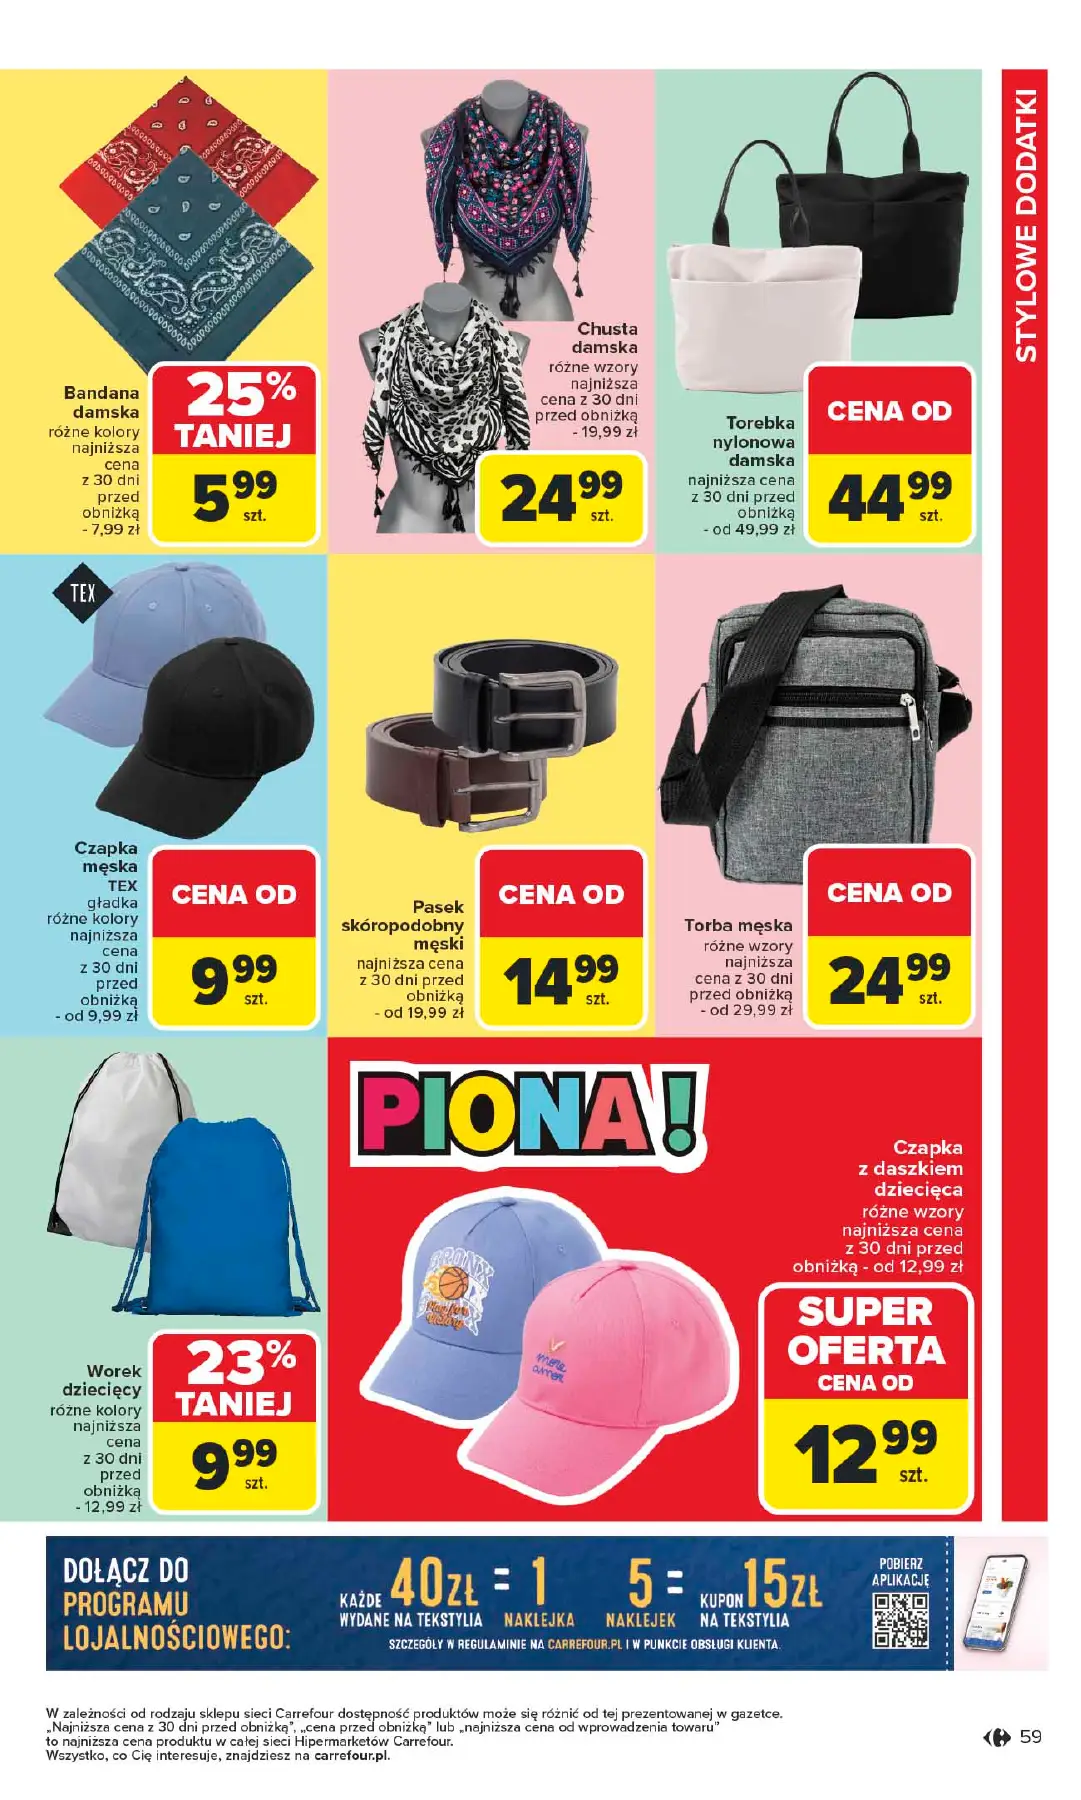 STYLOWE DODATKI
Bandana
damska
różne kolory
najniższa
cena
z 30 dni
przed
obniżką
- 7,99 zł
25%
TANIEJ
5 99
szt.
Chusta
damska
różne wzory
najniższa
cena z 30 dni
przed obniżką
- 19,99 zł
24 99
szt.
Torebka
nylonowa
damska
najniższa cena
z 30 dni przed
obniżką
- od 49,99 zł
CENA OD
44 99
szt.
TEX
Czapka
męska
TEX
gładka
różne kolory
najniższa
cena
z 30 dni
przed
obniżką
- od 9,99 zł
CENA OD
9 99
szt.
Pasek
skóropodobny
męski
najniższa cena
z 30 dni przed
obniżką
- od 19,99 zł
CENA OD
14 99
szt.
Torba męska
różne wzory
najniższa
cena z 30 dni
przed obniżką
- od 29,99 zł
CENA OD
24 99
szt.
Worek
dziecięcy
różne kolory
najniższa
cena
z 30 dni
przed
obniżką
- 12,99 zł
23%
TANIEJ
9 99
szt.
PIONA!
BRONX
more
amor
Czapka
z daszkiem
dziecięca
różne wzory
najniższa cena
z 30 dni przed
obniżką - od 12,99 zł
SUPER
OFERTA
CENA OD
12 99
szt.
DOŁĄCZ DO
PROGRAMU
LOJALNOŚCIOWEGO:
KAŻDE 40ZŁ = 1 5 = KUPON 15ZŁ
WYDANE NA TEKSTYLIA NAKLEJKA NAKLEJEK NA TEKSTYLIA
SZCZEGÓŁY W REGULAMINIE NA CARREFOUR.PL I W PUNKCIE OBSŁUGI KLIENTA.
POBIERZ
APLIKACJĘ
W zależności od rodzaju sklepu sieci Carrefour dostępność produktów może się różnić od tej prezentowanej w gazetce.
„Najniższa cena z 30 dni przed obniżką”, „cena przed obniżką” lub „najniższa cena od wprowadzenia towaru”
to najniższa cena produktu w całej sieci Hipermarketów Carrefour.
Wszystko, co Cię interesuje, znajdziesz na carrefour.pl.
59